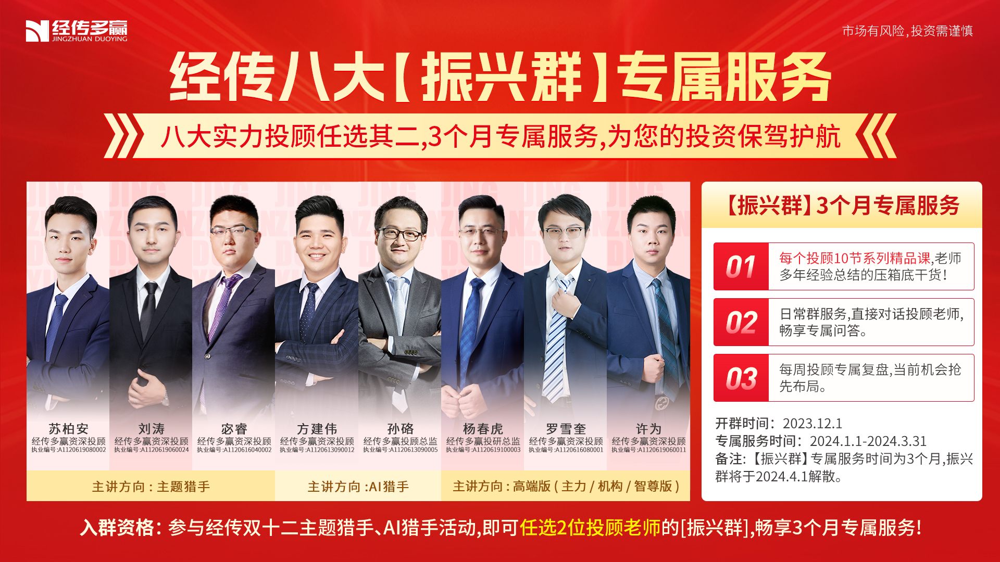 经传多赢
JINGZHUAN DUOYING
市场有风险,投资需谨慎
经传八大【振兴群】专属服务
八大实力投顾任选其二,3个月专属服务,为您的投资保驾护航
苏柏安
经传多赢资深投顾
执业编号:A1120619080002
刘涛
经传多赢资深投顾
执业编号:A1120619060024
宓睿
经传多赢资深投顾
执业编号:A1120616040002
方建伟
经传多赢资深投顾
执业编号:A1120613090012
孙硌
经传多赢投顾总监
执业编号:A1120613090005
杨春虎
经传多赢投研总监
执业编号:A1120619100003
罗雪奎
经传多赢资深投顾
执业编号:A1120616080001
许为
经传多赢资深投顾
执业编号:A1120619060011
主讲方向：主题猎手
主讲方向:AI猎手
主讲方向:高端版(主力/机构/智尊版)
【振兴群】3个月专属服务
01
每个投顾10节系列精品课,老师
多年经验总结的压箱底干货!
02
日常群服务,直接对话投顾老师,
畅享专属问答。
03
每周投顾专属复盘,当前机会抢
先布局。
开群时间：2023.12.1
专属服务时间：2024.1.1-2024.3.31
备注:【振兴群】专属服务时间为3个月,振兴
群将于2024.4.1解散。
入群资格：参与经传双十二主题猎手、AI猎手活动,即可任选2位投顾老师的[振兴群],畅享3个月专属服务!